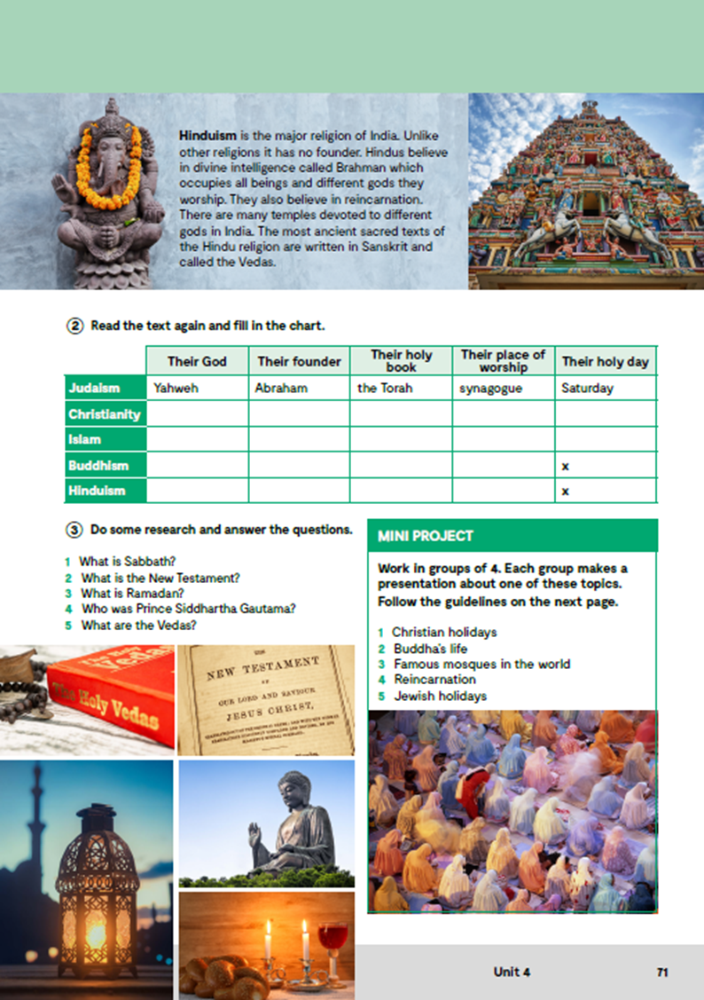 Hinduism is the major religion of India. Unlike
other religions it has no founder. Hindus believe
in divine intelligence called Brahman which
occupies all beings and different gods they
worship. They also believe in reincarnation.
There are many temples devoted to different
gods in India. The most ancient sacred texts of
the Hindu religion are written in Sanskrit and
called the Vedas.
2 Read the text again and fill in the chart.
Their God Their founder Their holy book Their place of worship Their holy day
Judaism Yahweh Abraham the Torah synagogue Saturday
Christianity
Islam
Buddhism x
Hinduism x
3 Do some research and answer the questions.
1 What is Sabbath?
2 What is the New Testament?
3 What is Ramadan?
4 Who was Prince Siddhartha Gautama?
5 What are the Vedas?
MINI PROJECT
Work in groups of 4. Each group makes a
presentation about one of these topics.
Follow the guidelines on the next page.
1 Christian holidays
2 Buddha's life
3 Famous mosques in the world
4 Reincarnation
5 Jewish holidays
The Holy
Vedas
The Holy Vedas
NEW TESTAMENT
OF
OUR LORD AND SAVIOUR
JESUS CHRIST,
Unit 4 71